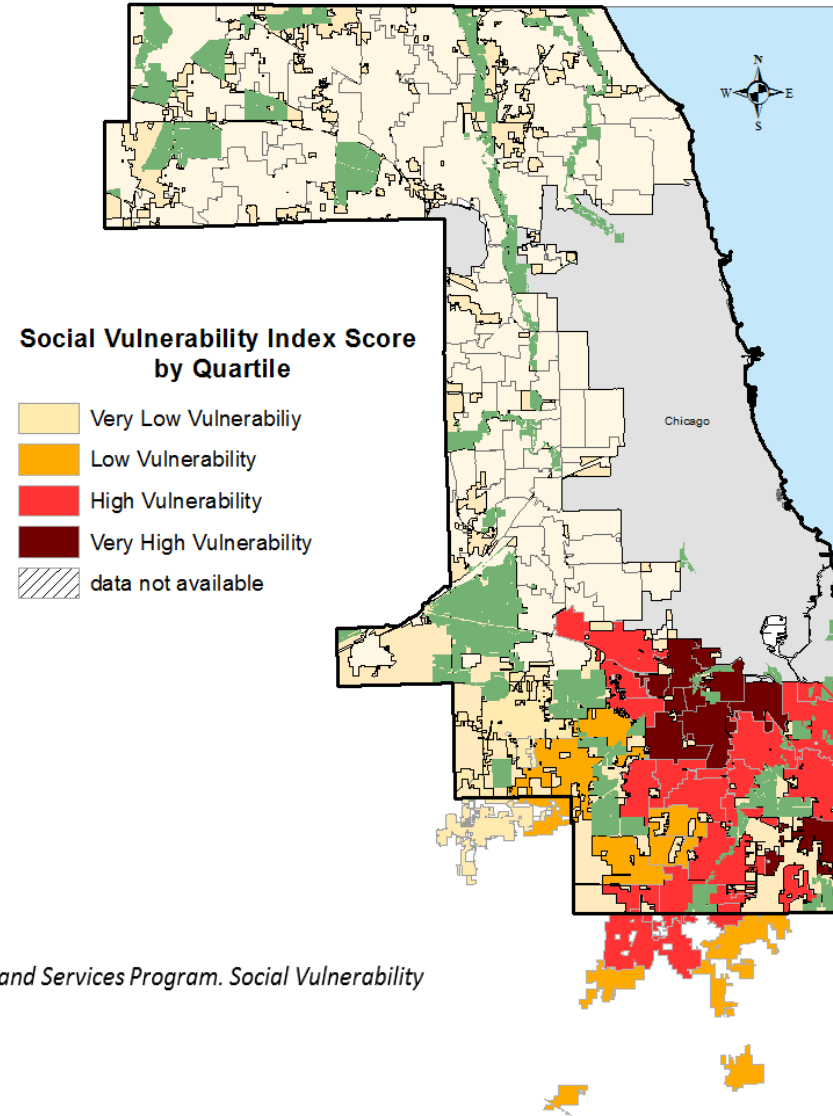 N
W E
S
Social Vulnerability Index Score
by Quartile
Very Low Vulnerabiliy
Low Vulnerability
High Vulnerability
Very High Vulnerability
data not available
Chicago
and Services Program. Social Vulnerability